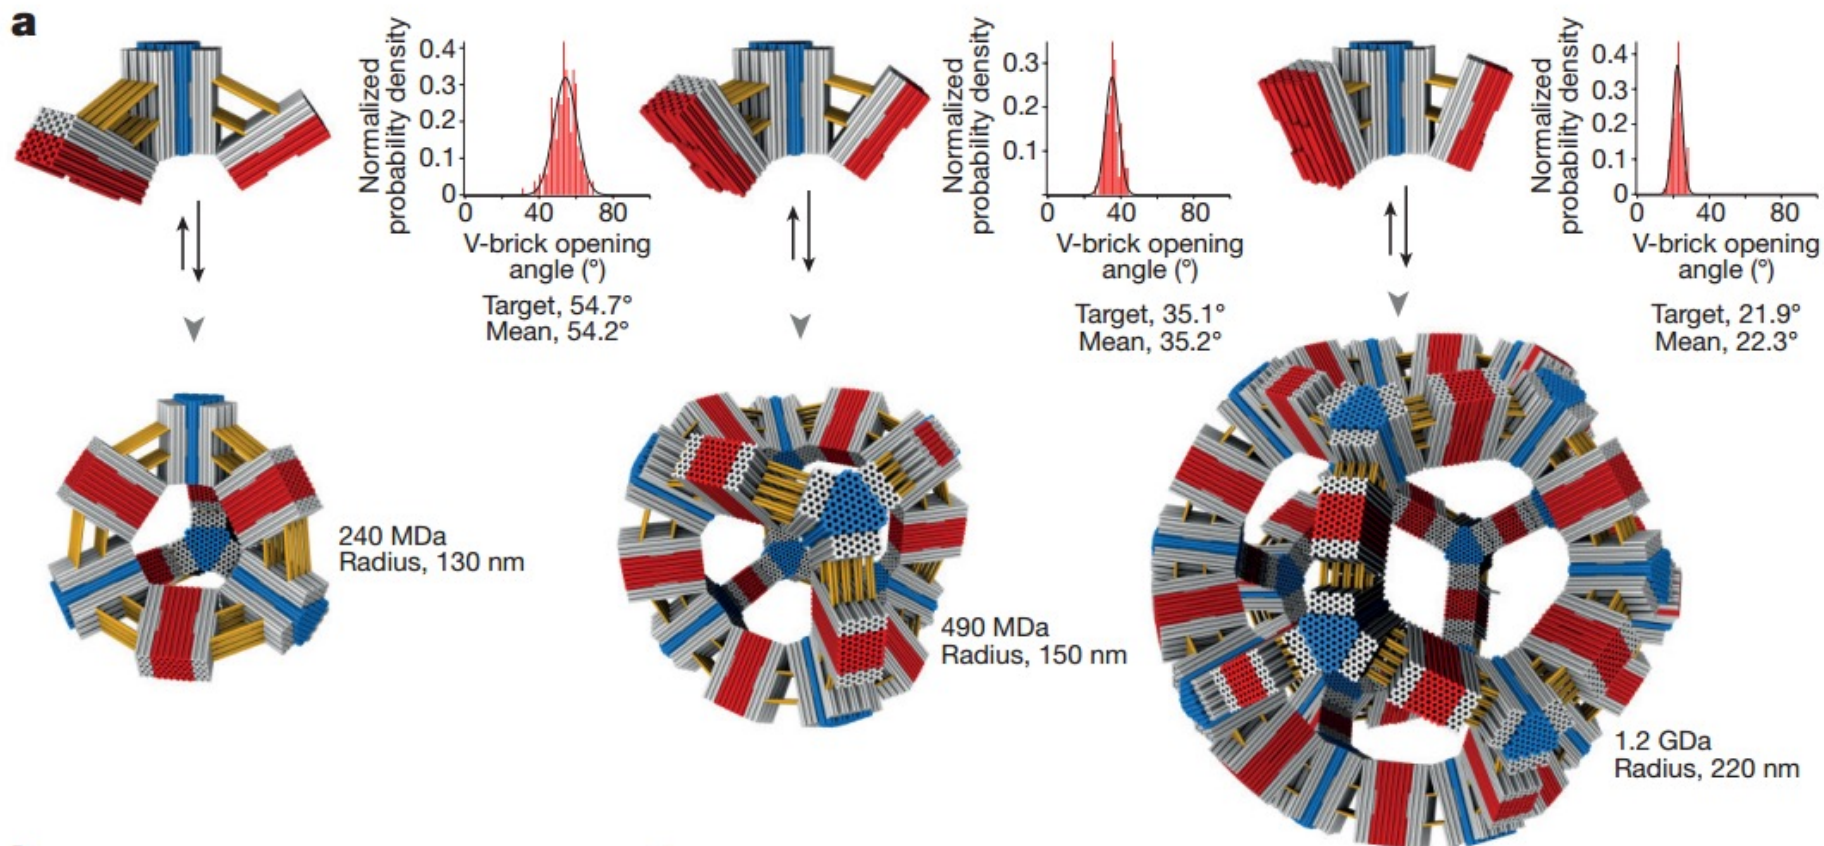 a
Normalized
probability density
0.4
0.3
0.2
0.1
0
0 40 80
V-brick opening
angle (°)
Target, 54.7°
Mean, 54.2°
Normalized
probability density
0.3
0.2
0.1
0 40 80
V-brick opening
angle (°)
Target, 35.1°
Mean, 35.2°
Normalized
probability density
0.4
0.3
0.2
0.1
0
0 40 80
V-brick opening
angle (°)
Target, 21.9°
Mean, 22.3°
240 MDa
Radius, 130 nm
490 MDa
Radius, 150 nm
1.2 GDa
Radius, 220 nm